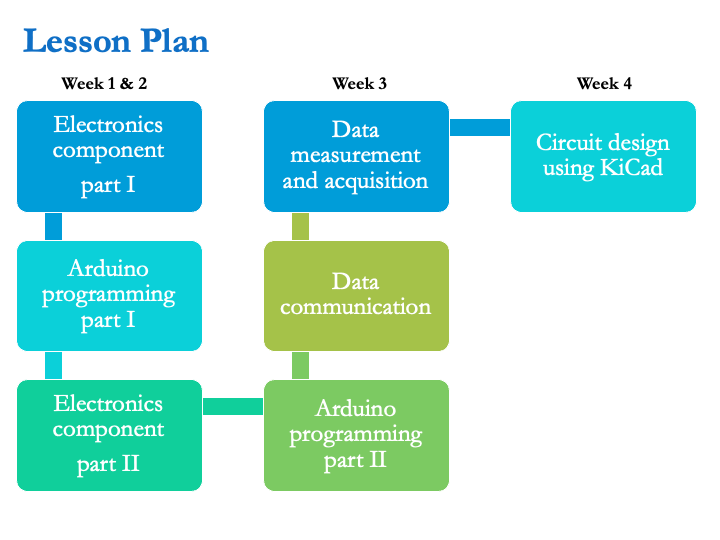 Lesson Plan
Week 1 & 2
Electronics
component
part I
Arduino
programming
part I
Electronics
component
part II
Week 3
Data
measurement
and acquisition
Data
communication
Arduino
programming
part II
Week 4
Circuit design
using KiCad